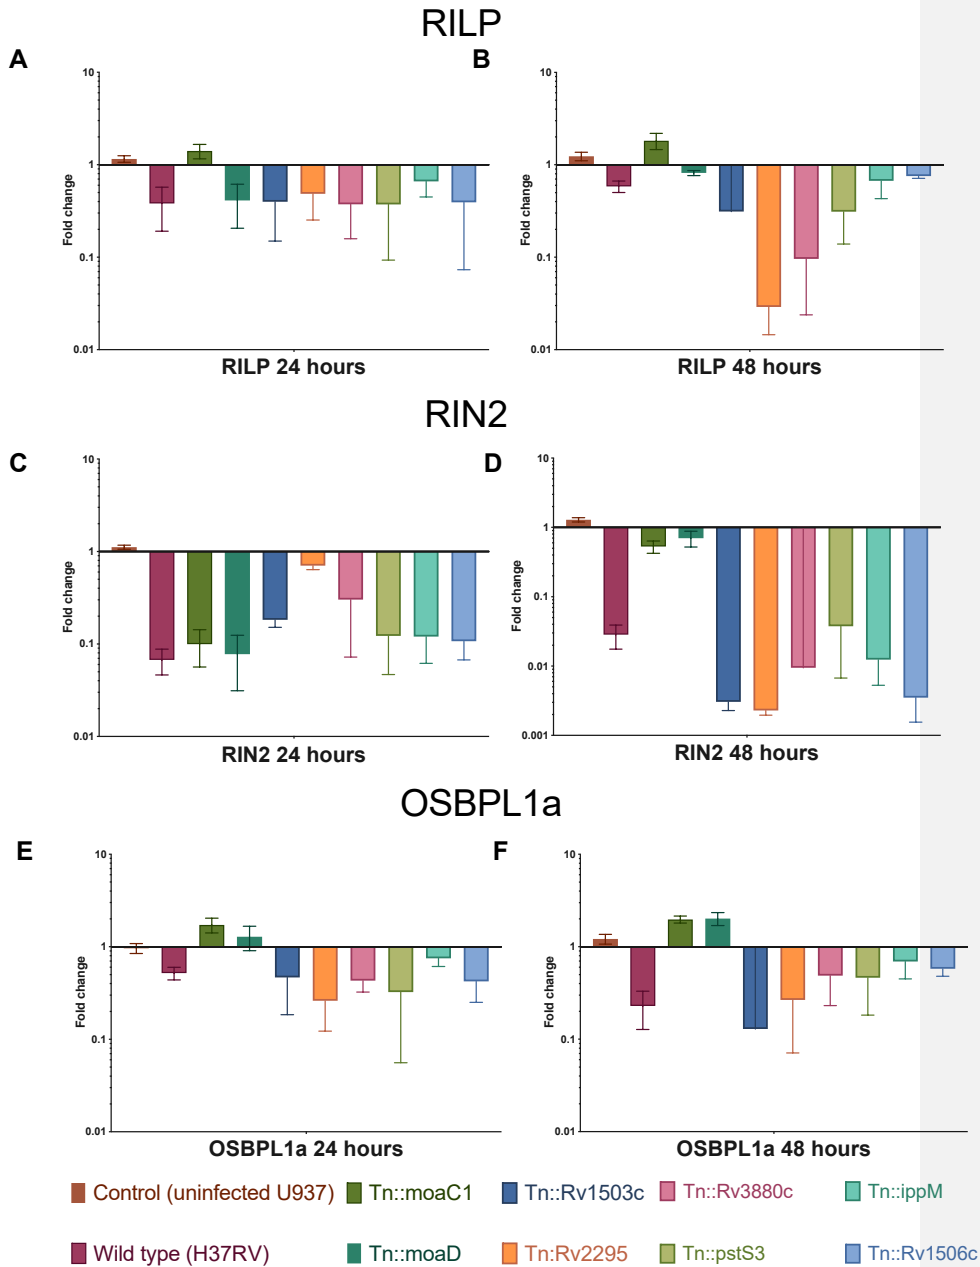 RILP
A
B
10
1
0.1
0.01
Fold change
RILP 24 hours
10
1
0.1
0.01
Fold change
RILP 48 hours
RIN2
C
D
10
1
0.1
0.01
Fold change
RIN2 24 hours
10
1
0.1
0.01
0.001
Fold change
RIN2 48 hours
OSBPL1a
E
F
10
1
0.1
0.01
Fold change
OSBPL1a 24 hours
10
1
0.1
0.01
Fold change
OSBPL1a 48 hours
Control (uninfected U937) Tn::moaC1 Tn::Rv1503c Tn::Rv3880c Tn::ippM
Wild type (H37RV) Tn::moaD Tn:Rv2295 Tn::pstS3 Tn::Rv1506c